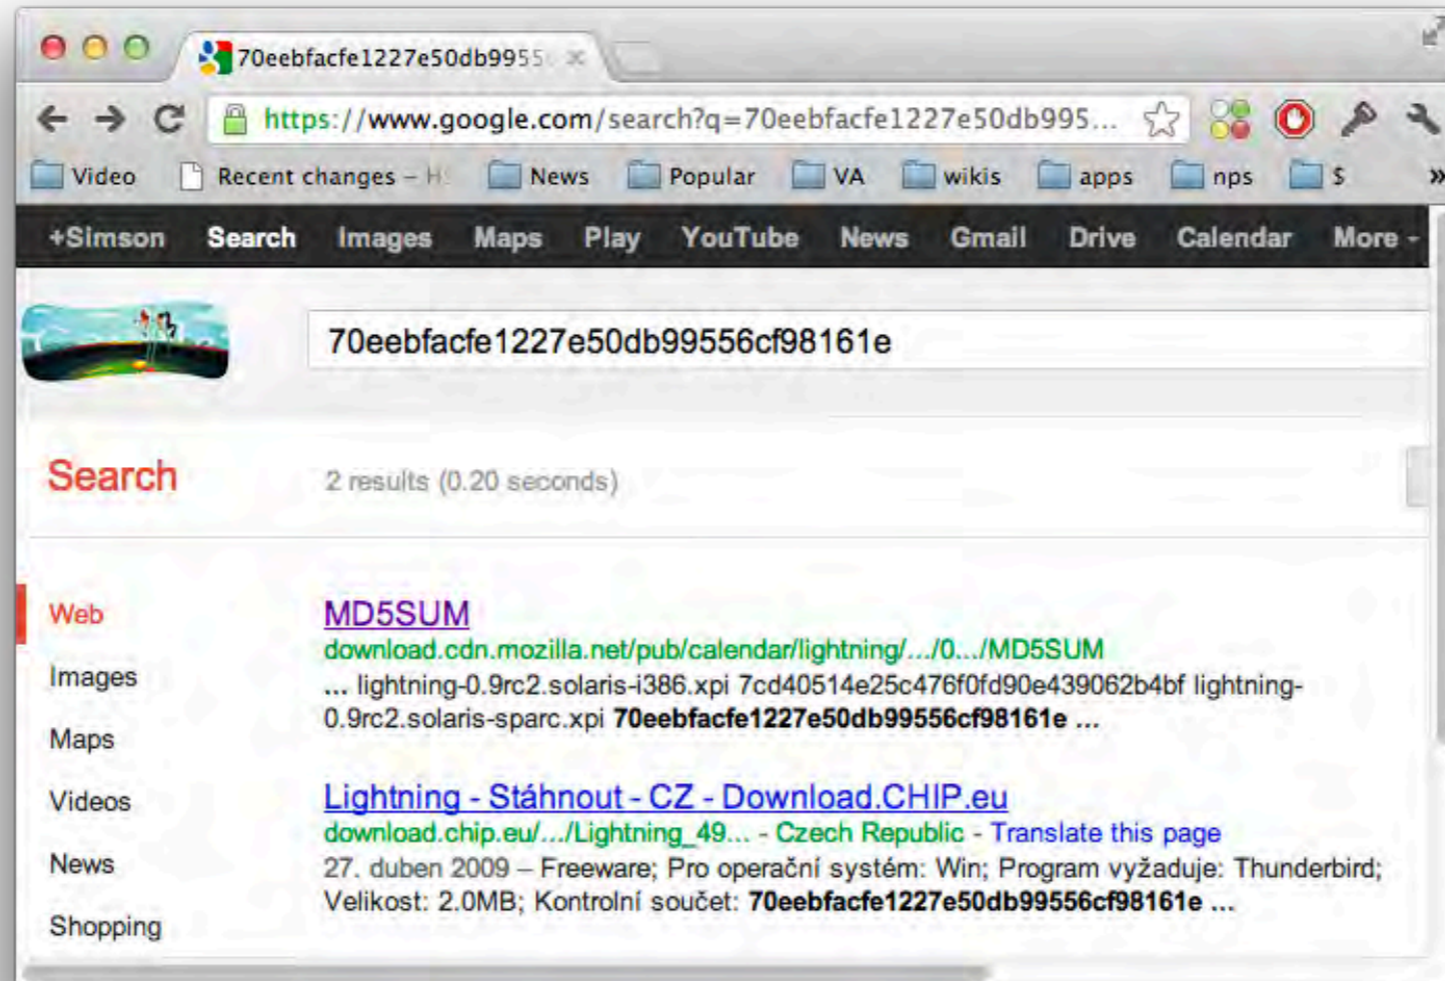 70eebfacfe1227e50db9955
https://www.google.com/search?q=70eebfacfe1227e50db995...
Video Recent changes – H News Popular VA wikis apps nps $ »
+Simson Search Images Maps Play YouTube News Gmail Drive Calendar More
70eebfacfe1227e50db99556cf98161e
Search 2 results (0.20 seconds)
Web
Images
Maps
Videos
News
Shopping
MD5SUM
download.cdn.mozilla.net/pub/calendar/lightning/.../0.../MD5SUM
... lightning-0.9rc2.solaris-i386.xpi 7cd40514e25c476f0fd90e439062b4bf lightning-
0.9rc2.solaris-sparc.xpi 70eebfacfe1227e50db99556cf98161e ...
Lightning - Stáhnout - CZ - Download.CHIP.eu
download.chip.eu/.../Lightning_49... - Czech Republic - Translate this page
27. duben 2009 – Freeware; Pro operační systém: Win; Program vyžaduje: Thunderbird;
Velikost: 2.0MB; Kontrolní součet: 70eebfacfe1227e50db99556cf98161e ...